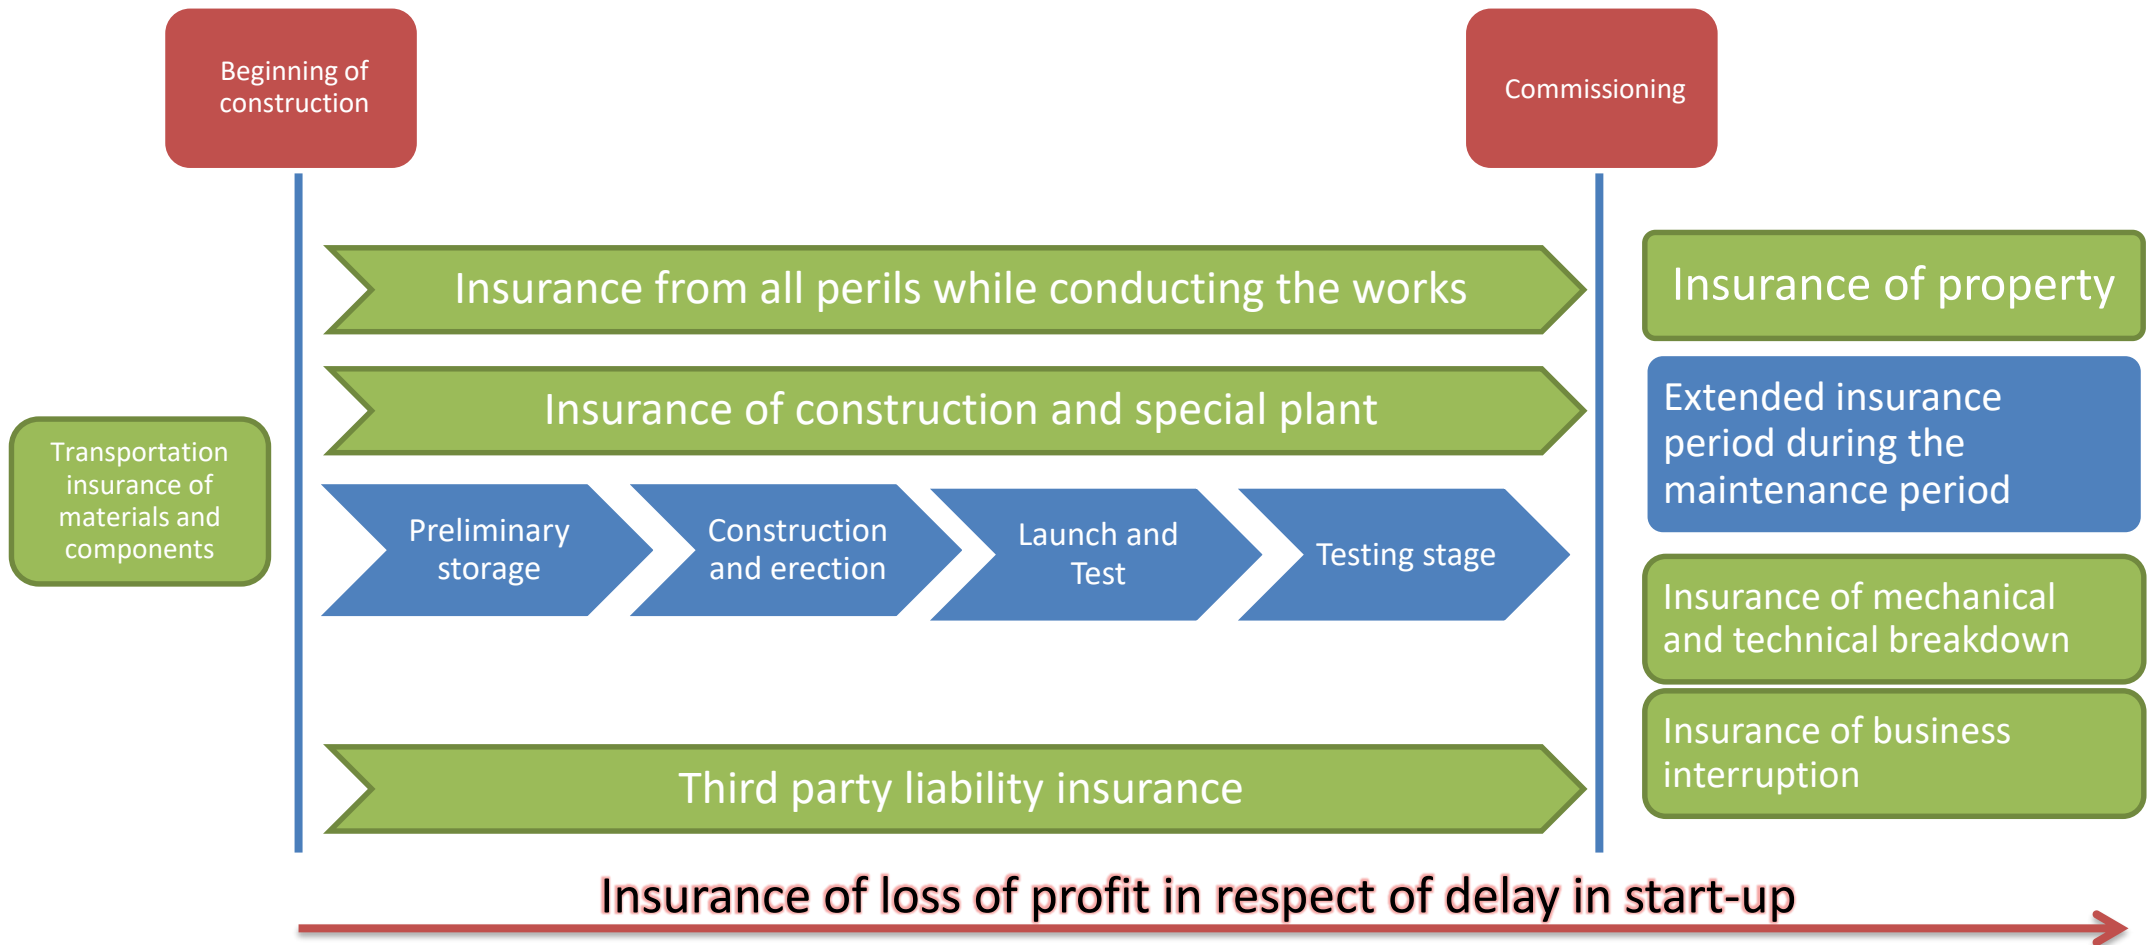 Beginning of
construction
Commissioning
Insurance from all perils while conducting the works
Insurance of property
Insurance of construction and special plant
Extended insurance
period during the
maintenance period
Transportation
insurance of
materials and
components
Preliminary
storage
Construction
and erection
Launch and
Test
Testing stage
Insurance of mechanical
and technical breakdown
Insurance of business
interruption
Third party liability insurance
Insurance of loss of profit in respect of delay in start-up